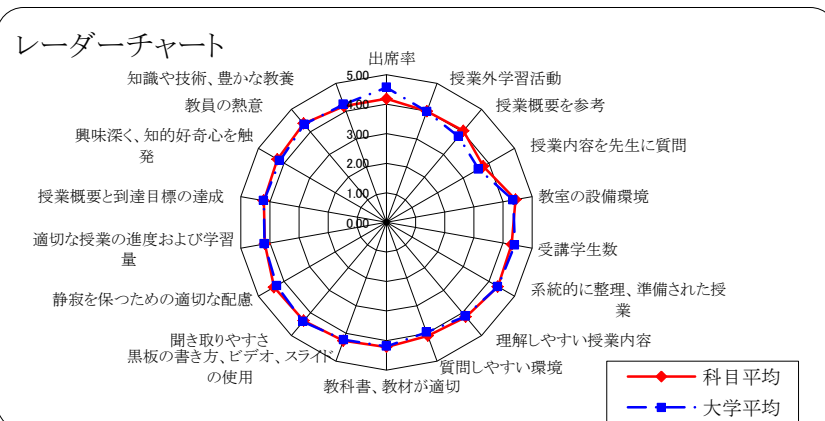 レーダーチャート
出席率
授業外学習活動
授業概要を参考
授業内容を先生に質問
教室の設備環境
受講学生数
系統的に整理、準備された授
業
理解しやすい授業内容
質問しやすい環境
教科書、教材が適切
黒板の書き方、ビデオ、スライド
の使用
聞き取りやすさ
静寂を保つための適切な配慮
適切な授業の進度および学習
量
授業概要と到達目標の達成
興味深く、知的好奇心を触
発
教員の熱意
知識や技術、豊かな教養
5.00
4.00
3.00
2.00
1.00
0.00
科目平均
大学平均